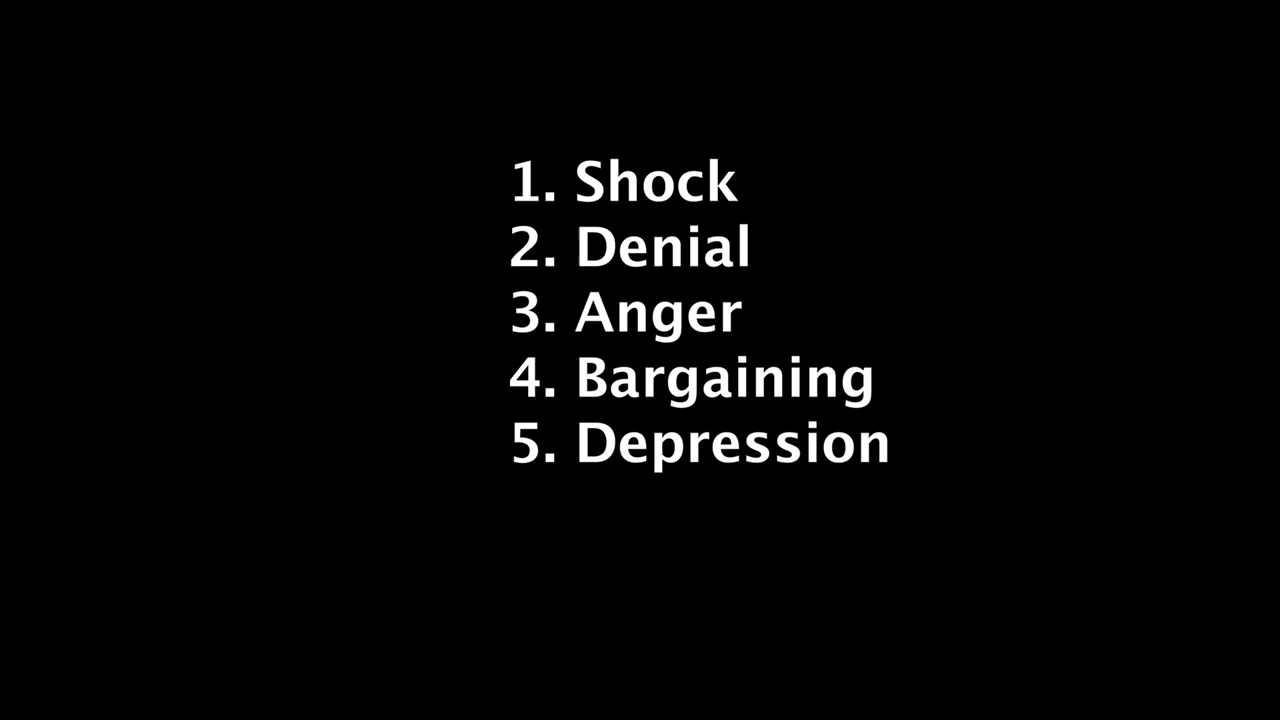 1. Shock
2. Denial
3. Anger
4. Bargaining
5. Depression